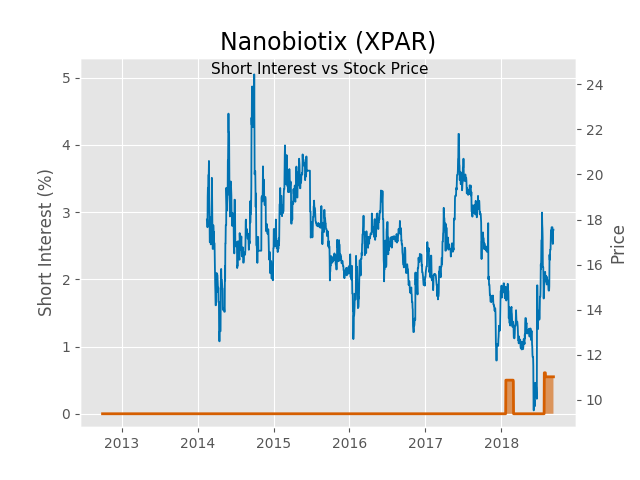 Nanobiotix (XPAR)
Short Interest vs Stock Price
Short Interest (%)
Price
5
4
3
2
1
0
24
22
20
18
16
14
12
10
2013 2014 2015 2016 2017 2018